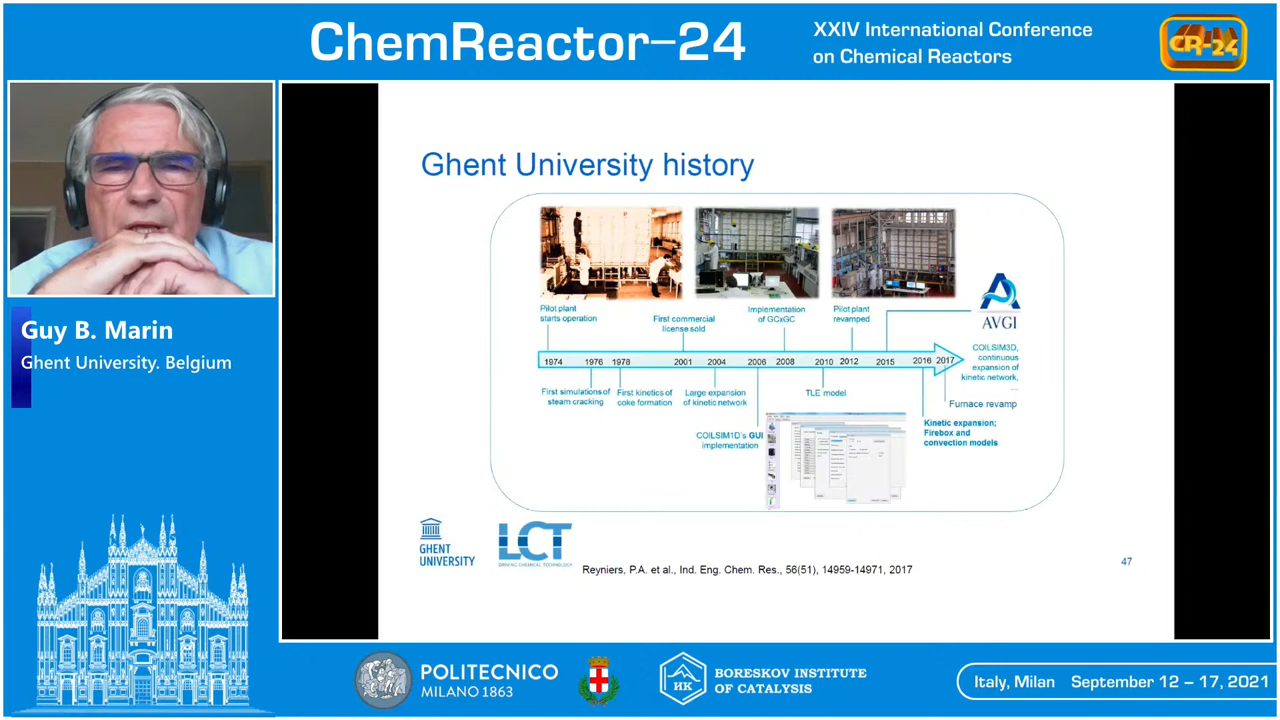 ChemReactor–24
XXIV International Conference
on Chemical Reactors
CR-24
Guy B. Marin
Ghent University. Belgium
Ghent University history
Pilot plant
starts operation
First commercial
license sold
Implementation
of GCxGC
Pilot plant
revamped
AVGI
1974 1976 1978 2001 2004 2006 2008 2010 2012 2015 2016 2017
COILSIM3D,
continuous
expansion of
kinetic network,
...
First simulations of
steam cracking
First kinetics of
coke formation
Large expansion
of kinetic network
TLE model
Furnace revamp
COILSIM1D's GUI
implementation
Kinetic expansion;
Firebox and
convection models
GHENT
UNIVERSITY
LCT
DRIVING CHEMICAL TECHNOLOGY
Reyniers, P.A. et al., Ind. Eng. Chem. Res., 56(51), 14959-14971, 2017
47
POLITECNICO
MILANO 1863
НК
BORESKOV INSTITUTE
OF CATALYSIS
Italy, Milan September 12 – 17, 2021